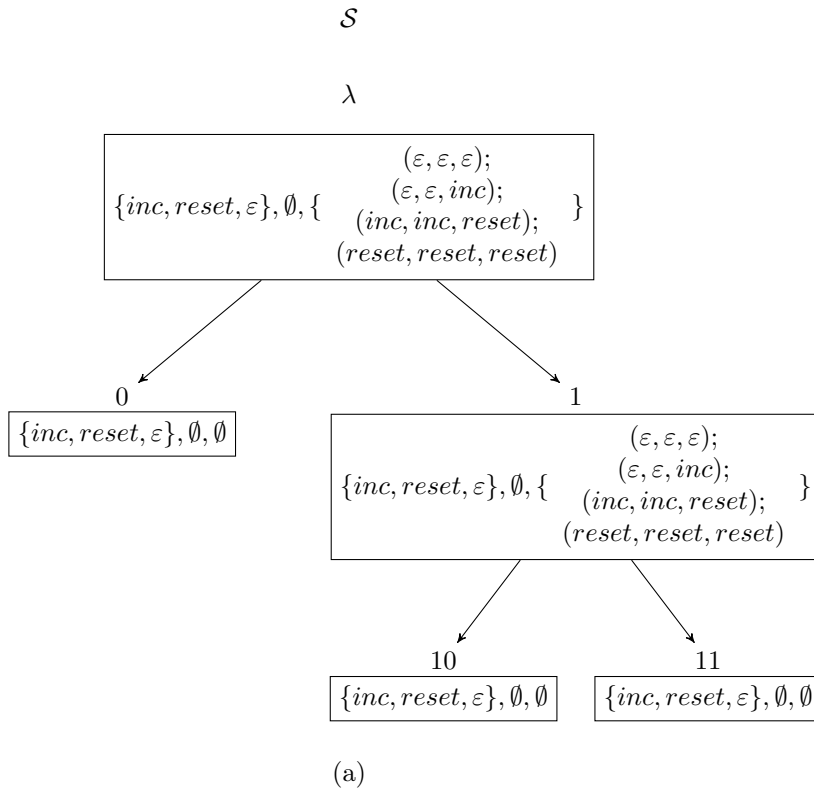 𝒮
λ
{inc, reset, ε}, ∅, {
(ε, ε, ε);
(ε, ε, inc);
(inc, inc, reset);
(reset, reset, reset)
}
0
1
{inc, reset, ε}, ∅, ∅
{inc, reset, ε}, ∅, {
(ε, ε, ε);
(ε, ε, inc);
(inc, inc, reset);
(reset, reset, reset)
}
10
11
{inc, reset, ε}, ∅, ∅
{inc, reset, ε}, ∅, ∅
(a)